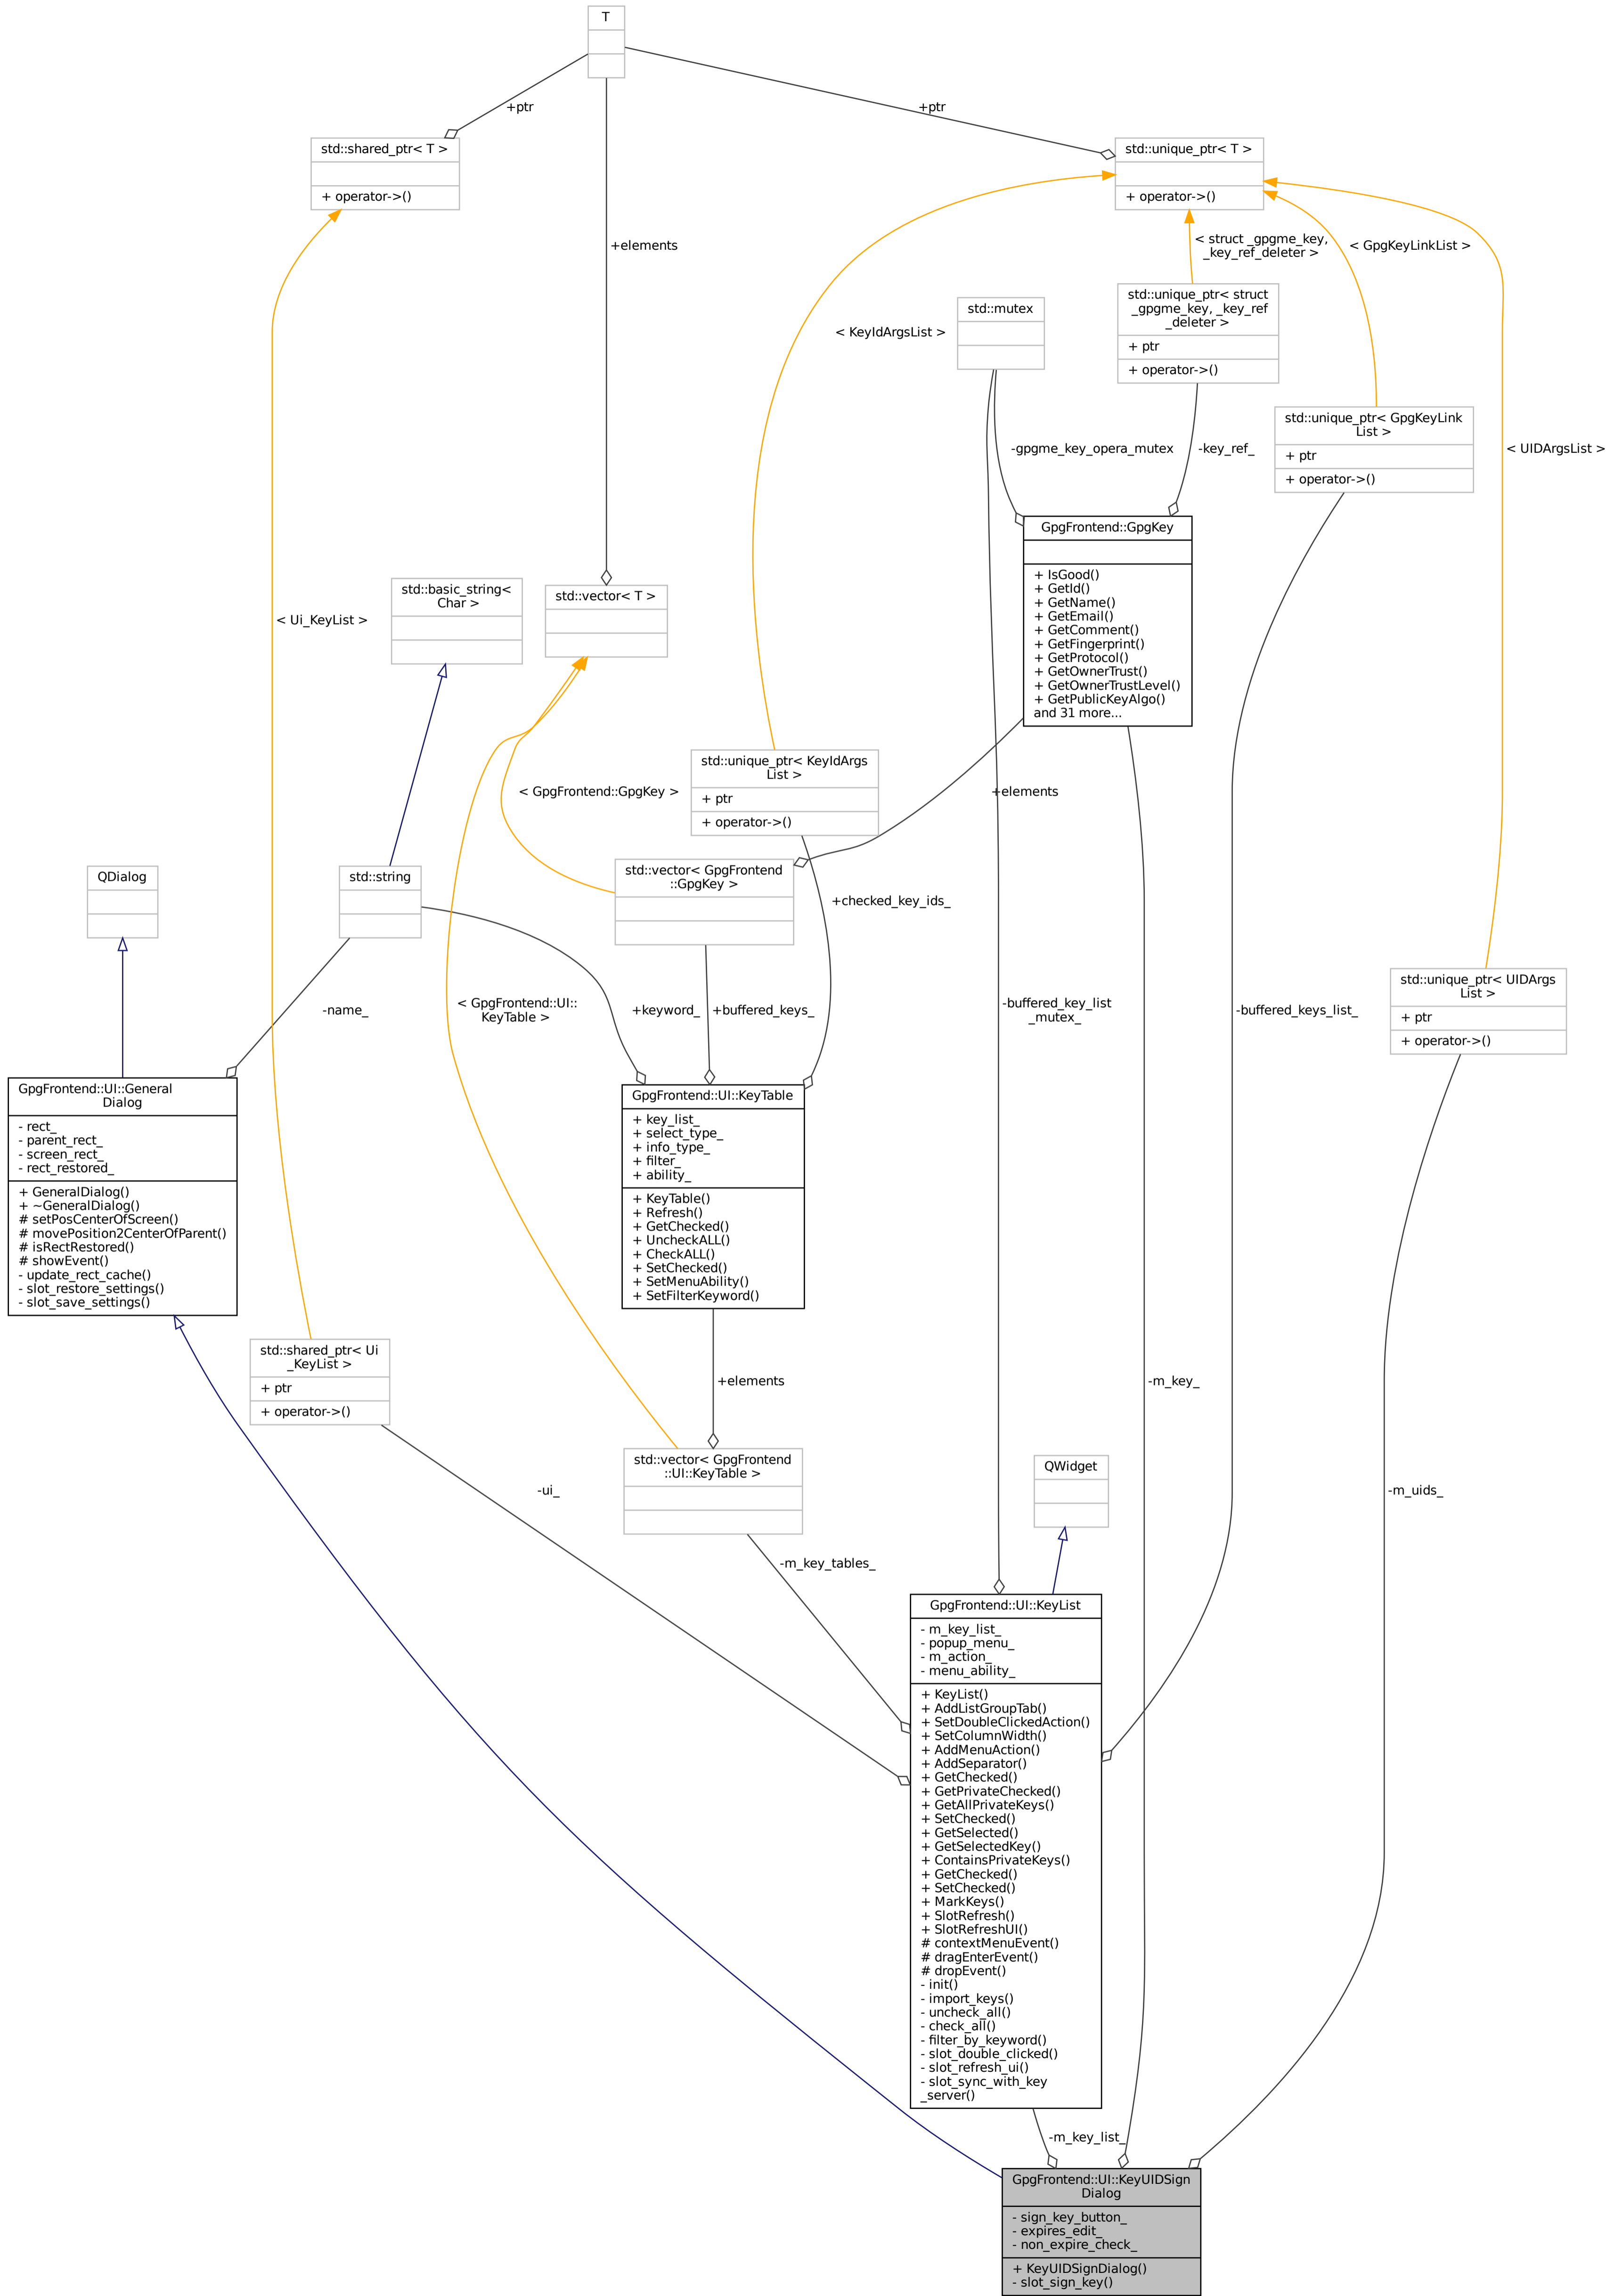 T
+ptr
+ptr
std::shared_ptr< T >
+ operator->()
std::unique_ptr< T >
+ operator->()
+elements
< struct _gpgme_key,
_key_ref_deleter >
< GpgKeyLinkList >
std::unique_ptr< struct
_gpgme_key, _key_ref
_deleter >
+ ptr
+ operator->()
std::mutex
< KeyIdArgsList >
std::unique_ptr< GpgKeyLink
List >
+ ptr
+ operator->()
-gpgme_key_opera_mutex
-key_ref_
< UIDArgsList >
GpgFrontend::GpgKey
+ IsGood()
+ GetId()
+ GetName()
+ GetEmail()
+ GetComment()
+ GetFingerprint()
+ GetProtocol()
+ GetOwnerTrust()
+ GetOwnerTrustLevel()
+ GetPublicKeyAlgo()
and 31 more...
std::basic_string<
Char >
std::vector< T >
< Ui_KeyList >
std::unique_ptr< KeyIdArgs
List >
+ ptr
+ operator->()
< GpgFrontend::GpgKey >
+elements
QDialog
std::string
std::vector< GpgFrontend
::GpgKey >
+checked_key_ids_
-name_
< GpgFrontend::UI::
KeyTable >
+keyword_
+buffered_keys_
-buffered_key_list
_mutex_
-buffered_keys_list_
std::unique_ptr< UIDArgs
List >
+ ptr
+ operator->()
GpgFrontend::UI::General
Dialog
- rect_
- parent_rect_
- screen_rect_
- rect_restored_
+ GeneralDialog()
+ ~GeneralDialog()
# setPosCenterOfScreen()
# movePosition2CenterOfParent()
# isRectRestored()
# showEvent()
- update_rect_cache()
- slot_restore_settings()
- slot_save_settings()
GpgFrontend::UI::KeyTable
+ key_list_
+ select_type_
+ info_type_
+ filter_
+ ability_
+ KeyTable()
+ Refresh()
+ GetChecked()
+ UncheckALL()
+ CheckALL()
+ SetChecked()
+ SetMenuAbility()
+ SetFilterKeyword()
std::shared_ptr< Ui
_KeyList >
+ ptr
+ operator->()
+elements
-m_key_
std::vector< GpgFrontend
::UI::KeyTable >
QWidget
-ui_
-m_uids_
-m_key_tables_
GpgFrontend::UI::KeyList
- m_key_list_
- popup_menu_
- m_action_
- menu_ability_
+ KeyList()
+ AddListGroupTab()
+ SetDoubleClickedAction()
+ SetColumnWidth()
+ AddMenuAction()
+ AddSeparator()
+ GetChecked()
+ GetPrivateChecked()
+ GetAllPrivateKeys()
+ SetChecked()
+ GetSelected()
+ GetSelectedKey()
+ ContainsPrivateKeys()
+ GetChecked()
+ SetChecked()
+ MarkKeys()
+ SlotRefresh()
+ SlotRefreshUI()
# contextMenuEvent()
# dragEnterEvent()
# dropEvent()
- init()
- import_keys()
- uncheck_all()
- check_all()
- filter_by_keyword()
- slot_double_clicked()
- slot_refresh_ui()
- slot_sync_with_key
_server()
-m_key_list_
GpgFrontend::UI::KeyUIDSign
Dialog
- sign_key_button_
- expires_edit_
- non_expire_check_
+ KeyUIDSignDialog()
- slot_sign_key()